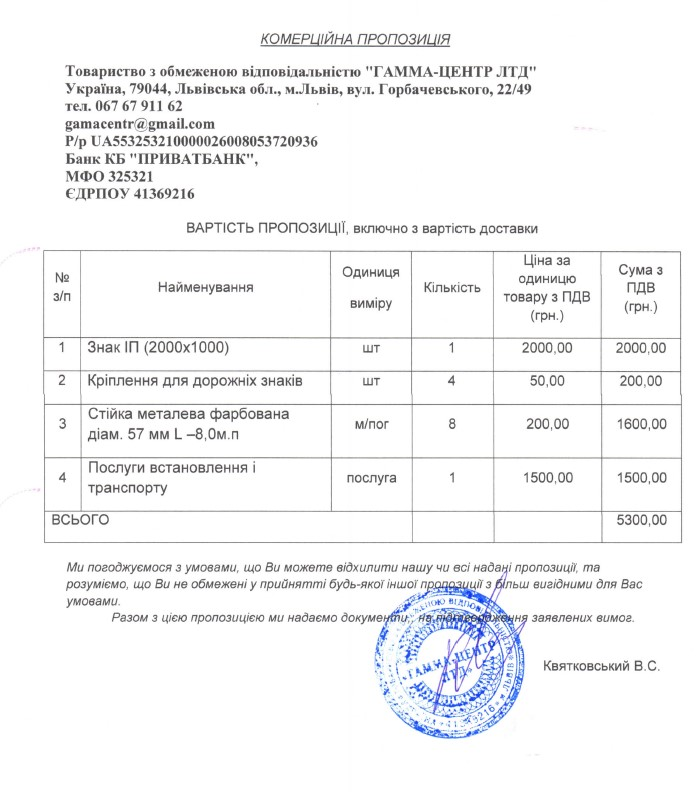 КОМЕРЦІЙНА ПРОПОЗИЦІЯ
Товариство з обмеженою відповідальністю "ГАММА-ЦЕНТР ЛТД"
Україна, 79044, Львівська обл., м.Львів, вул. Горбачевського, 22/49
тел. 067 67 911 62
gamacentr@gmail.com
Р/р UA553253210000026008053720936
Банк КБ "ПРИВАТБАНК",
МФО 325321
ЄДРПОУ 41369216
ВАРТІСТЬ ПРОПОЗИЦІЇ, включно з вартість доставки
№ з/п Найменування Одиниця виміру Кількість Ціна за одиницю товару з ПДВ (грн.) Сума з ПДВ (грн.)
1 Знак ІП (2000х1000) шт 1 2000,00 2000,00
2 Кріплення для дорожніх знаків шт 4 50,00 200,00
3 Стійка металева фарбована діам. 57 мм L –8,0м.п м/пог 8 200,00 1600,00
4 Послуги встановлення і транспорту послуга 1 1500,00 1500,00
ВСЬОГО 5300,00
Ми погоджуємося з умовами, що Ви можете відхилити нашу чи всі надані пропозиції, та
розуміємо, що Ви не обмежені у прийнятті будь-якої іншої пропозиції з більш вигідними для Вас
умовами.
Разом з цією пропозицією ми надаємо документи, на підтвердження заявлених вимог.
"ГАММА-ЦЕНТР
ЛТД"
Квятковський В.С.